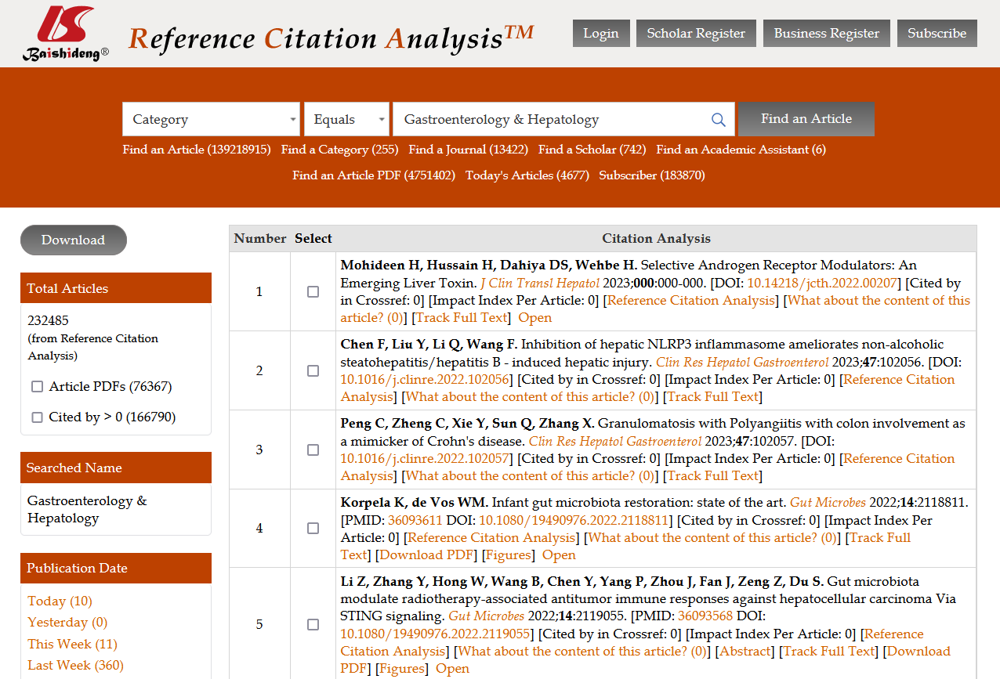 Baishideng®
Reference Citation Analysis™
Login
Scholar Register
Business Register
Subscribe
Category
Equals
Gastroenterology & Hepatology
Find an Article
Find an Article (139218915) Find a Category (255) Find a Journal (13422) Find a Scholar (742) Find an Academic Assistant (6)
Find an Article PDF (4751402) Today's Articles (4677) Subscriber (183870)
Download
Total Articles
232485
(from Reference Citation
Analysis)
Article PDFs (76367)
Cited by > 0 (166790)
Searched Name
Gastroenterology &
Hepatology
Publication Date
Today (10)
Yesterday (0)
This Week (11)
Last Week (360)
Number Select Citation Analysis
1
Mohideen H, Hussain H, Dahiya DS, Wehbe H. Selective Androgen Receptor Modulators: An
Emerging Liver Toxin. J Clin Transl Hepatol 2023;000:000-000. [DOI: 10.14218/jcth.2022.00207] [Cited by
in Crossref: 0] [Impact Index Per Article: 0] [Reference Citation Analysis] [What about the content of this
article? (0)] [Track Full Text] Open
2
Chen F, Liu Y, Li Q, Wang F. Inhibition of hepatic NLRP3 inflammasome ameliorates non-alcoholic
steatohepatitis/hepatitis B - induced hepatic injury. Clin Res Hepatol Gastroenterol 2023;47:102056. [DOI:
10.1016/j.clinre.2022.102056] [Cited by in Crossref: 0] [Impact Index Per Article: 0] [Reference Citation
Analysis] [What about the content of this article? (0)] [Track Full Text]
3
Peng C, Zheng C, Xie Y, Sun Q, Zhang X. Granulomatosis with Polyangiitis with colon involvement as
a mimicker of Crohn's disease. Clin Res Hepatol Gastroenterol 2023;47:102057. [DOI:
10.1016/j.clinre.2022.102057] [Cited by in Crossref: 0] [Impact Index Per Article: 0] [Reference Citation
Analysis] [What about the content of this article? (0)] [Track Full Text]
4
Korpela K, de Vos WM. Infant gut microbiota restoration: state of the art. Gut Microbes 2022;14:2118811.
[PMID: 36093611 DOI: 10.1080/19490976.2022.2118811] [Cited by in Crossref: 0] [Impact Index Per
Article: 0] [Reference Citation Analysis] [What about the content of this article? (0)] [Track Full
Text] [Download PDF] [Figures] Open
5
Li Z, Zhang Y, Hong W, Wang B, Chen Y, Yang P, Zhou J, Fan J, Zeng Z, Du S. Gut microbiota
modulate radiotherapy-associated antitumor immune responses against hepatocellular carcinoma Via
STING signaling. Gut Microbes 2022;14:2119055. [PMID: 36093568 DOI:
10.1080/19490976.2022.2119055] [Cited by in Crossref: 0] [Impact Index Per Article: 0] [Reference
Citation Analysis] [What about the content of this article? (0)] [Abstract] [Track Full Text] [Download
PDF] [Figures] Open